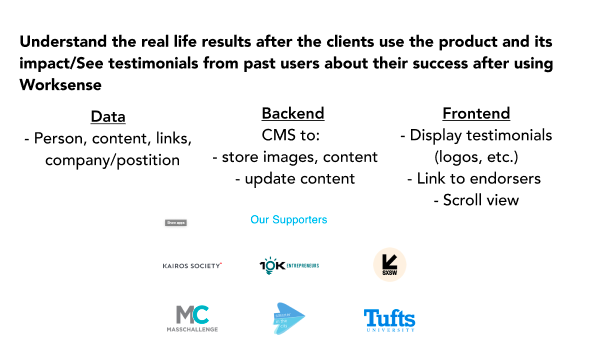 Understand the real life results after the clients use the product and its
impact/See testimonials from past users about their success after using
Worksense
Data
- Person, content, links,
company/postition
Backend
CMS to:
- store images, content
- update content
Frontend
- Display testimonials
(logos, etc.)
- Link to endorsers
- Scroll view
Our Supporters
KAIROS SOCIETY
10K ENTREPRENEURS
SXSW
MC
MASSCHALLENGE
Tufts
UNIVERSITY